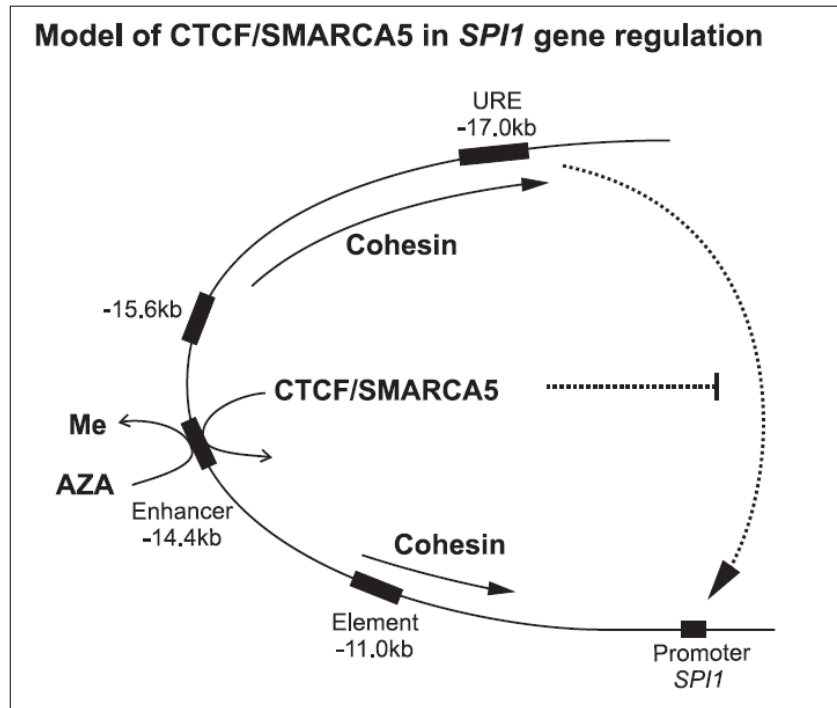 Model of CTCF/SMARCA5 in SPI1 gene regulation
URE
-17.0kb
Cohesin
-15.6kb
CTCF/SMARCA5
Me
AZA
Enhancer
-14.4kb
Cohesin
Element
-11.0kb
Promoter
SPI1